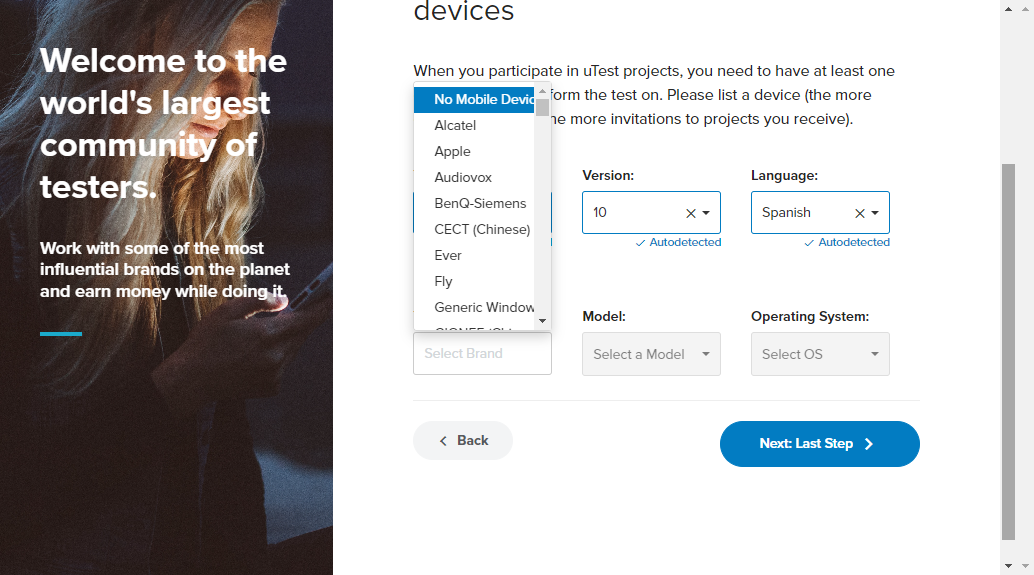 Welcome to the
world's largest
community of
testers.
Work with some of the most
influential brands on the planet
and earn money while doing it.
devices
When you participate in uTest projects, you need to have at least one
form the test on. Please list a device (the more
more invitations to projects you receive).
No Mobile Devic
Alcatel
Apple
Audiovox
BenQ-Siemens
CECT (Chinese)
Ever
Fly
Generic Window
Version:
10
Autodetected
Language:
Spanish
Autodetected
Select Brand
Model:
Select a Model
Operating System:
Select OS
Back
Next: Last Step